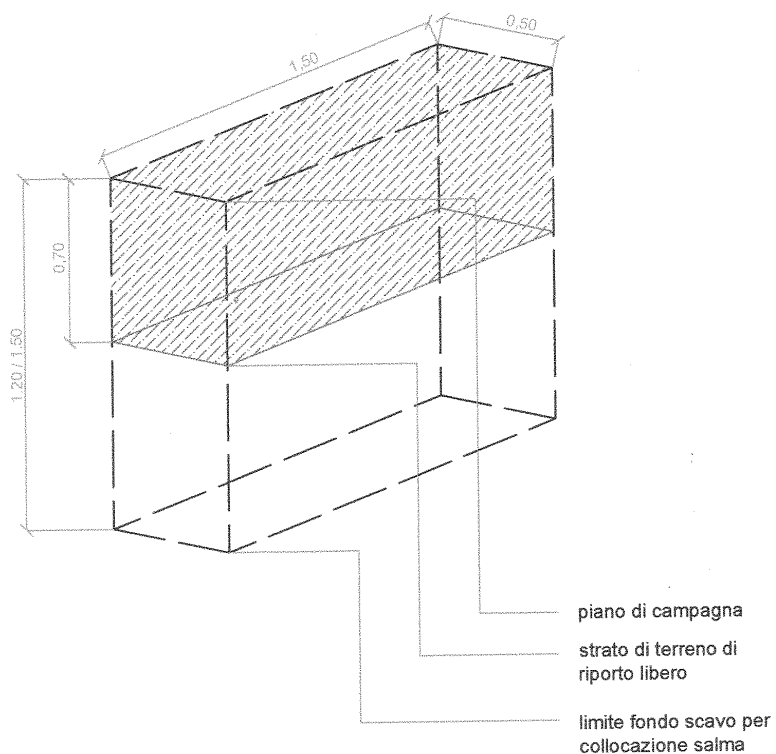 0,50
1,50
0,70
1.20 / 1.50
piano di campagna
strato di terreno di
riporto libero
limite fondo scavo per
collocazione salma